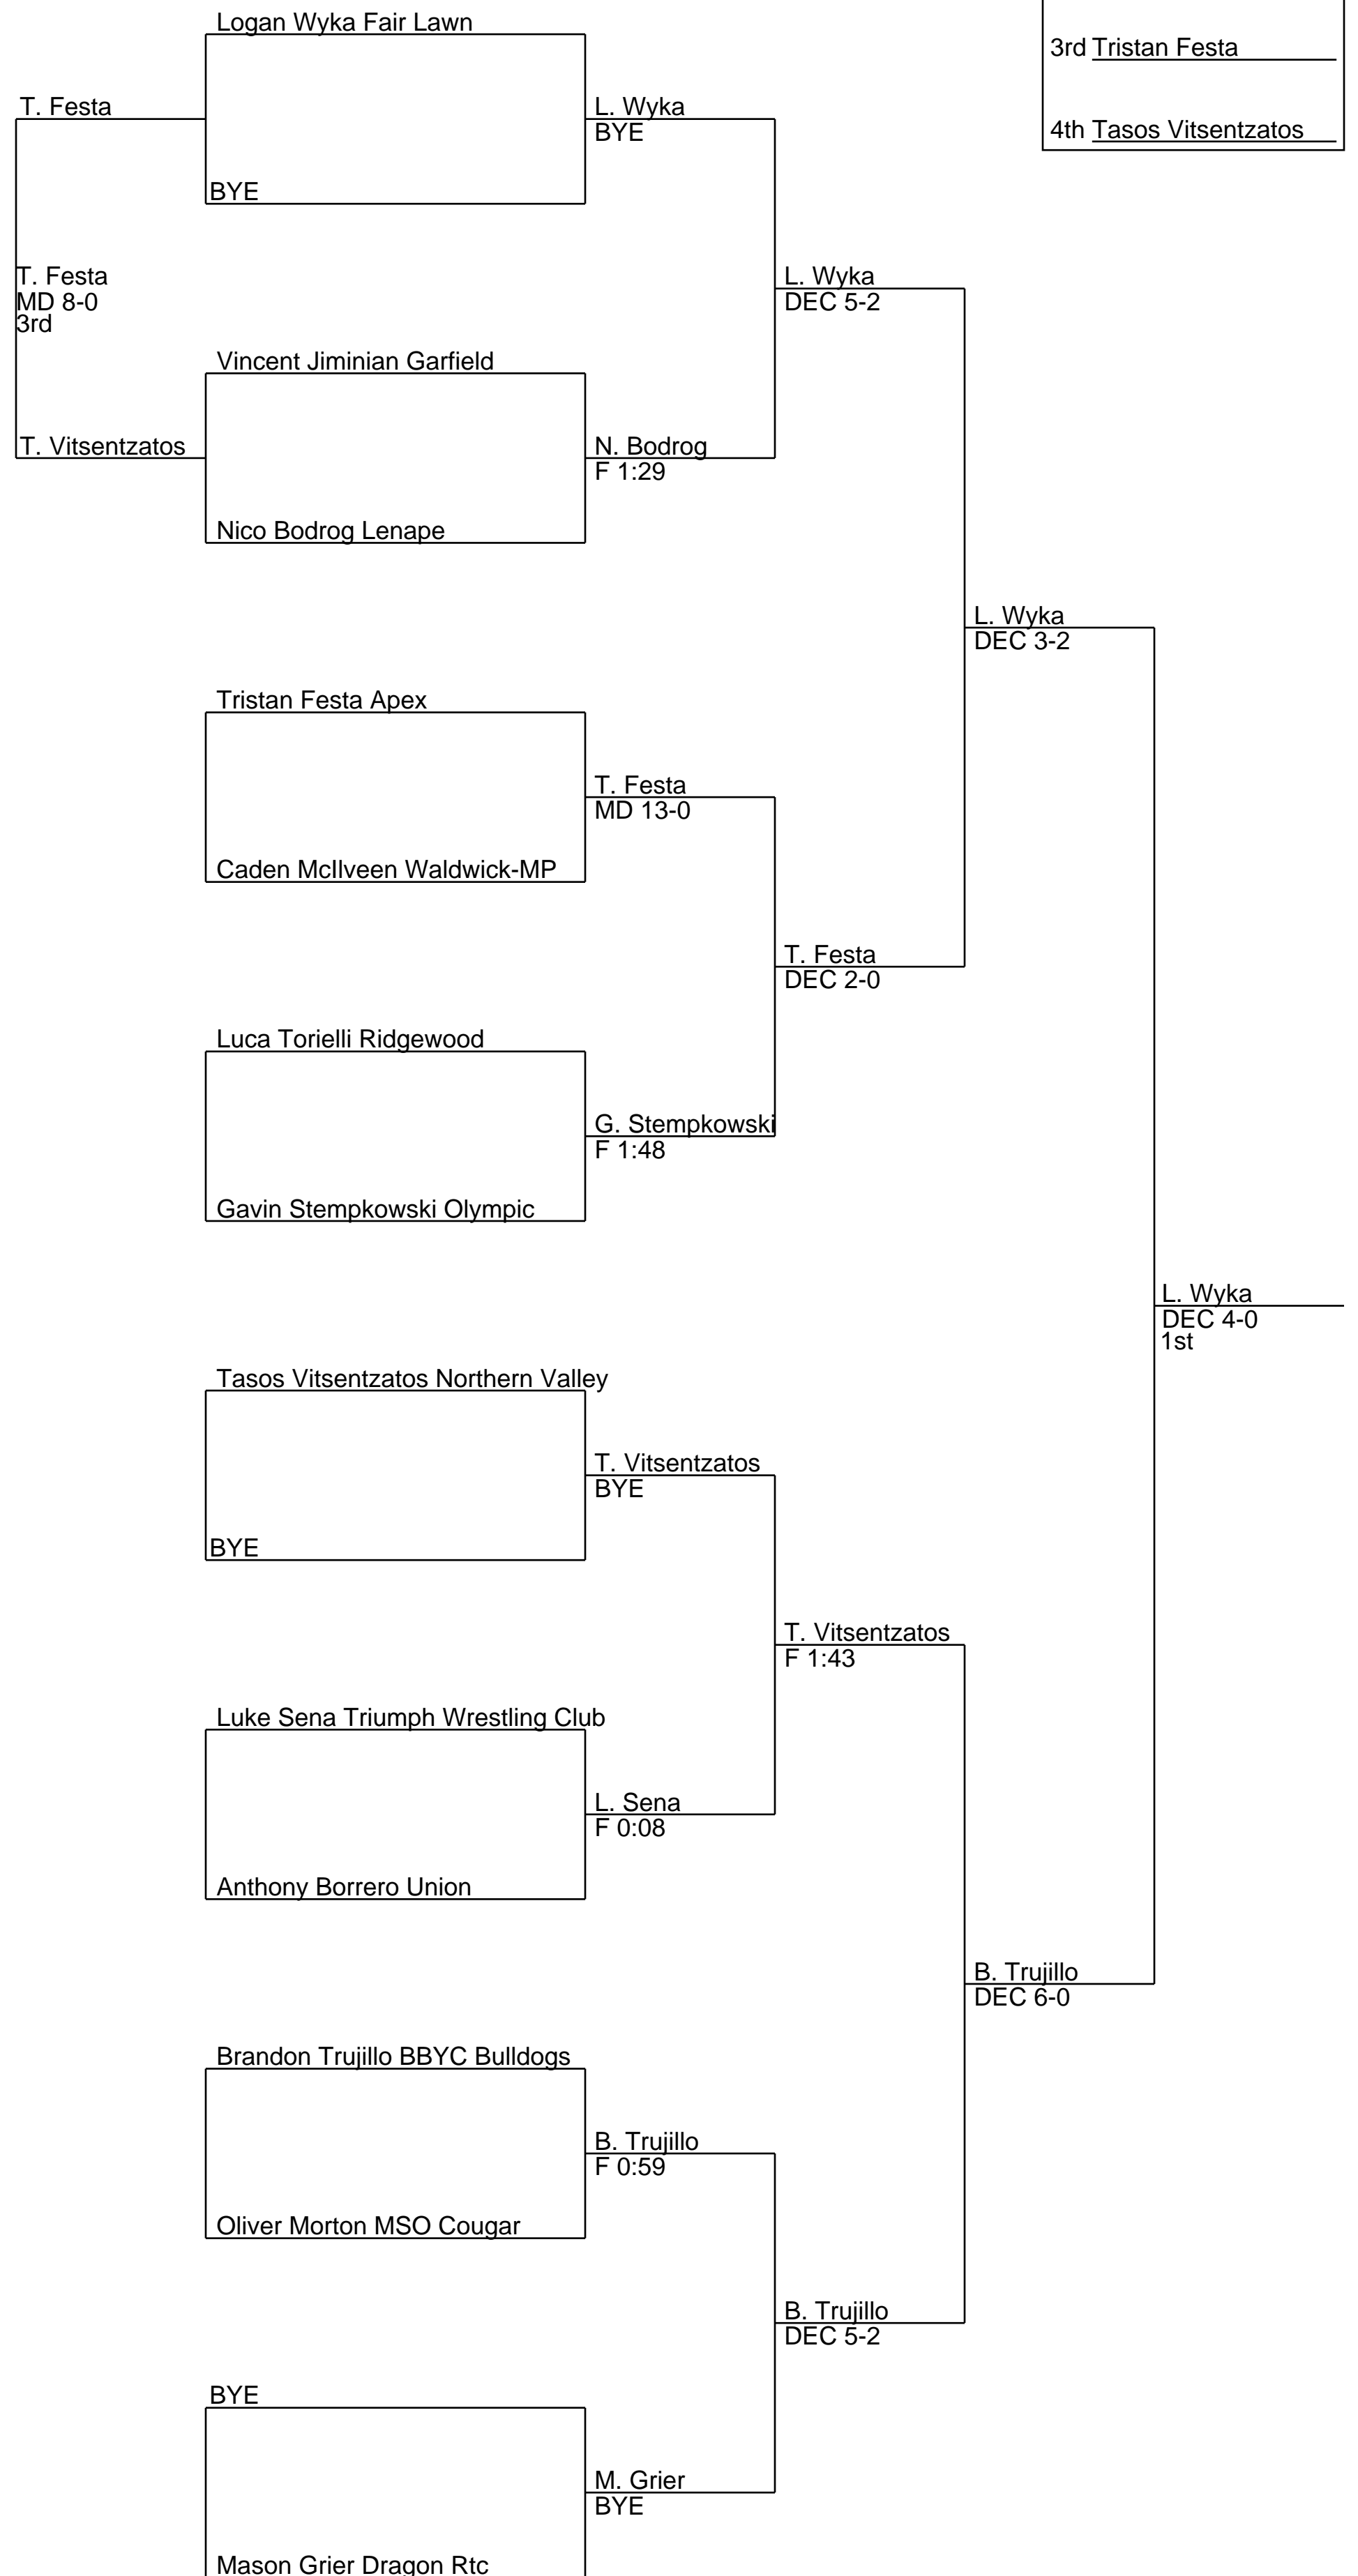 Logan Wyka Fair Lawn
3rd Tristan Festa
T. Festa
L. Wyka
BYE
4th Tasos Vitsentzatos
BYE
T. Festa
MD 8-0
3rd
L. Wyka
DEC 5-2
Vincent Jiminian Garfield
T. Vitsentzatos
N. Bodrog
F 1:29
Nico Bodrog Lenape
L. Wyka
DEC 3-2
Tristan Festa Apex
T. Festa
MD 13-0
Caden McIlveen Waldwick-MP
T. Festa
DEC 2-0
Luca Torielli Ridgewood
G. Stempkowski
F 1:48
Gavin Stempkowski Olympic
L. Wyka
DEC 4-0
1st
Tasos Vitsentzatos Northern Valley
T. Vitsentzatos
BYE
BYE
T. Vitsentzatos
F 1:43
Luke Sena Triumph Wrestling Club
L. Sena
F 0:08
Anthony Borrero Union
B. Trujillo
DEC 6-0
Brandon Trujillo BBYC Bulldogs
B. Trujillo
F 0:59
Oliver Morton MSO Cougar
B. Trujillo
DEC 5-2
BYE
M. Grier
BYE
Mason Grier Dragon Rtc